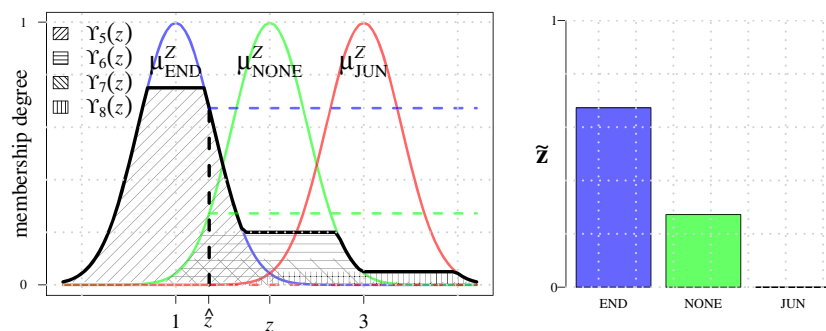 1
Υ5(z)
Υ6(z)
Υ7(z)
Υ8(z)
μZEND
μZNONE
μZJUN
membership degree
0
1
ẑ
z
3
1
z̃
0
END
NONE
JUN